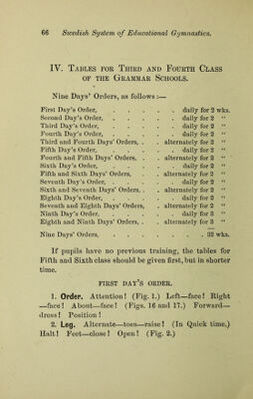 66 Swedish System of Educational Gymnastics.
IV. TABLES FOR THIRD AND FOURTH CLASS
OF THE GRAMMAR SCHOOLS.
Nine Days' Orders, as follows:—
First Day's Order, . . . . . daily for 2 wks.
Second Day's Order, . . . . . daily for 2 "
Third Day's Order, . . . . . daily for 2 "
Fourth Day's Order, . . . . . daily for 2 "
Third and Fourth Days' Orders, . . alternately for 2 "
Fifth Day's Order, . . . . . daily for 2 "
Fourth and Fifth Days' Orders, . alternately for 2 "
Sixth Day's Order, . . . . . daily for 2 "
Fifth and Sixth Days' Orders, . . alternately for 2 "
Seventh Day's Order, . . . . . daily for 2 "
Sixth and Seventh Days' Orders, . alternately for 2 "
Eighth Day's Order, . . . . . daily for 2 "
Seventh and Eighth Days' Orders, . alternately for 2 "
Ninth Day's Order, . . . . . daily for 3 "
Eighth and Ninth Days' Orders, . . alternately for 3 "
Nine Days' Orders. . . . . . . 32 wks.
If pupils have no previous training, the tables for
Fifth and Sixth class should be given first, but in shorter
time.
FIRST DAY'S ORDER.
1. Order. Attention! (Fig. 1.) Left—face! Right
—face! About—face! (Figs. 16 and 17.) Forward—
dress! Position!
2. Leg. Alternate—toes—raise! (In Quick time,)
Halt! Feet—close! Open! (Fig. 2.)